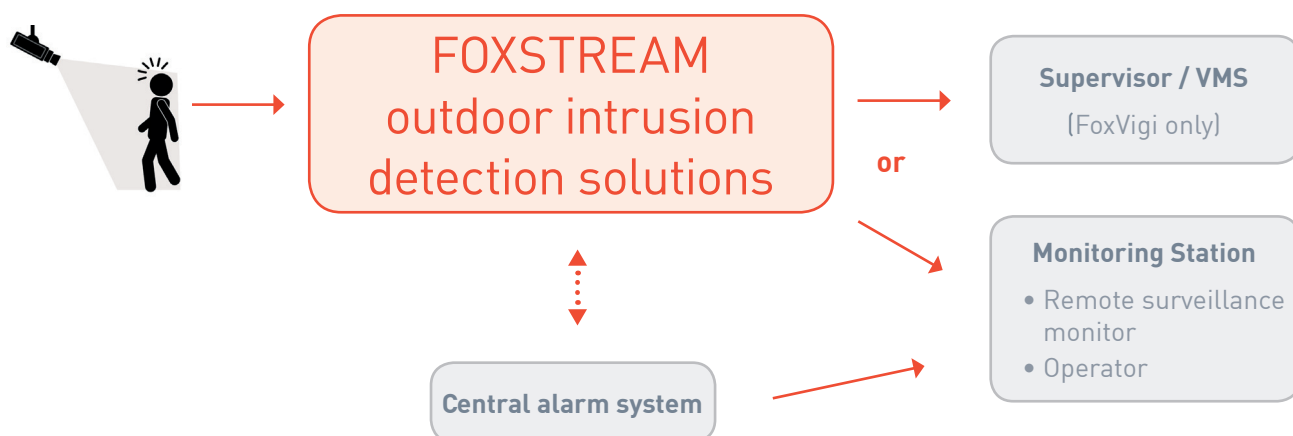 FOXSTREAM
outdoor intrusion
detection solutions
or
Supervisor / VMS
(FoxVigi only)
Monitoring Station
• Remote surveillance
monitor
• Operator
Central alarm system